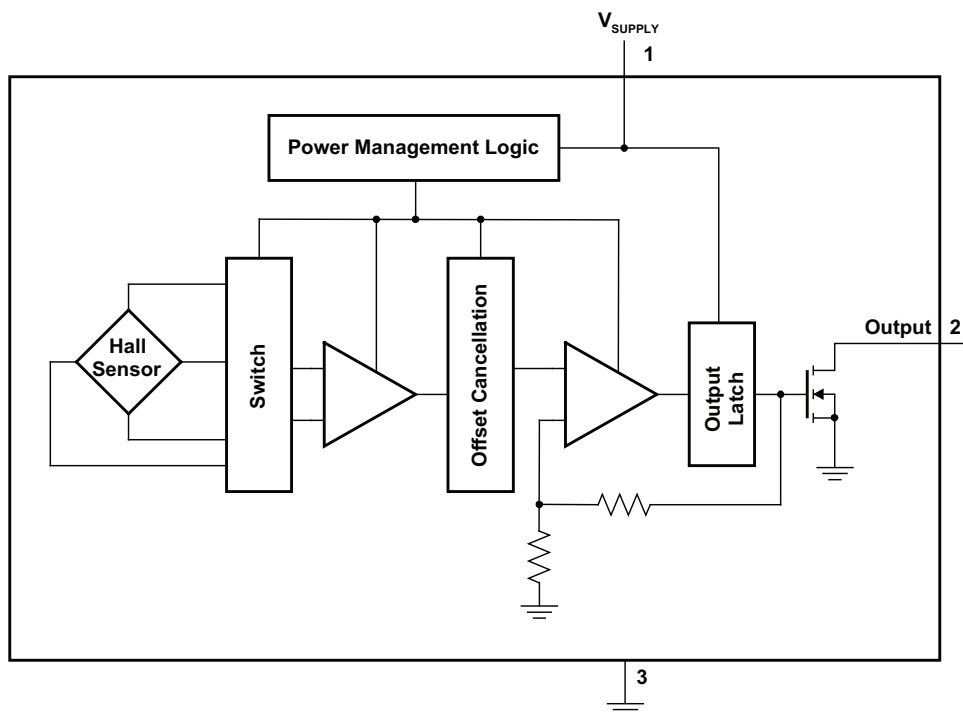 VSUPPLY
1
Power Management Logic
Hall
Sensor
Switch
Offset Cancellation
Output
Latch
Output
2
3